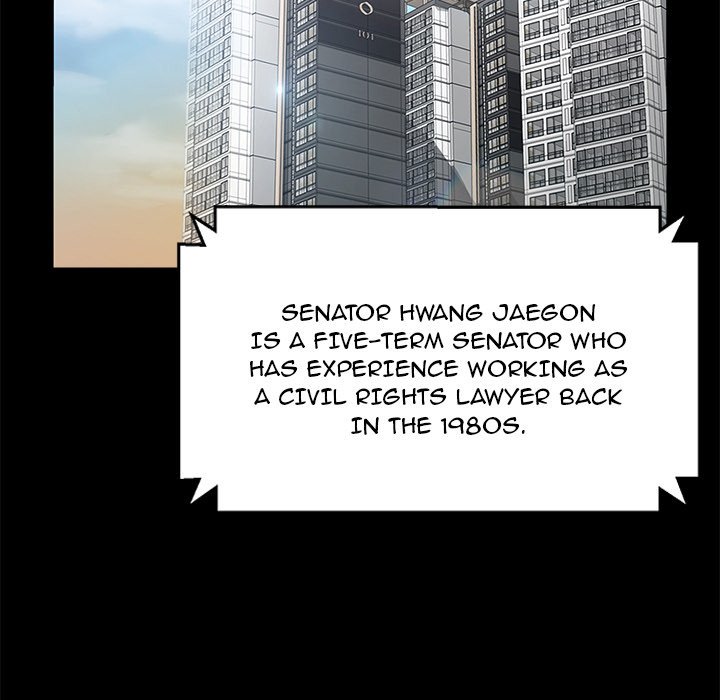 101
SENATOR HWANG JAEGON
IS A FIVE-TERM SENATOR WHO
HAS EXPERIENCE WORKING AS
A CIVIL RIGHTS LAWYER BACK
IN THE 1980S.